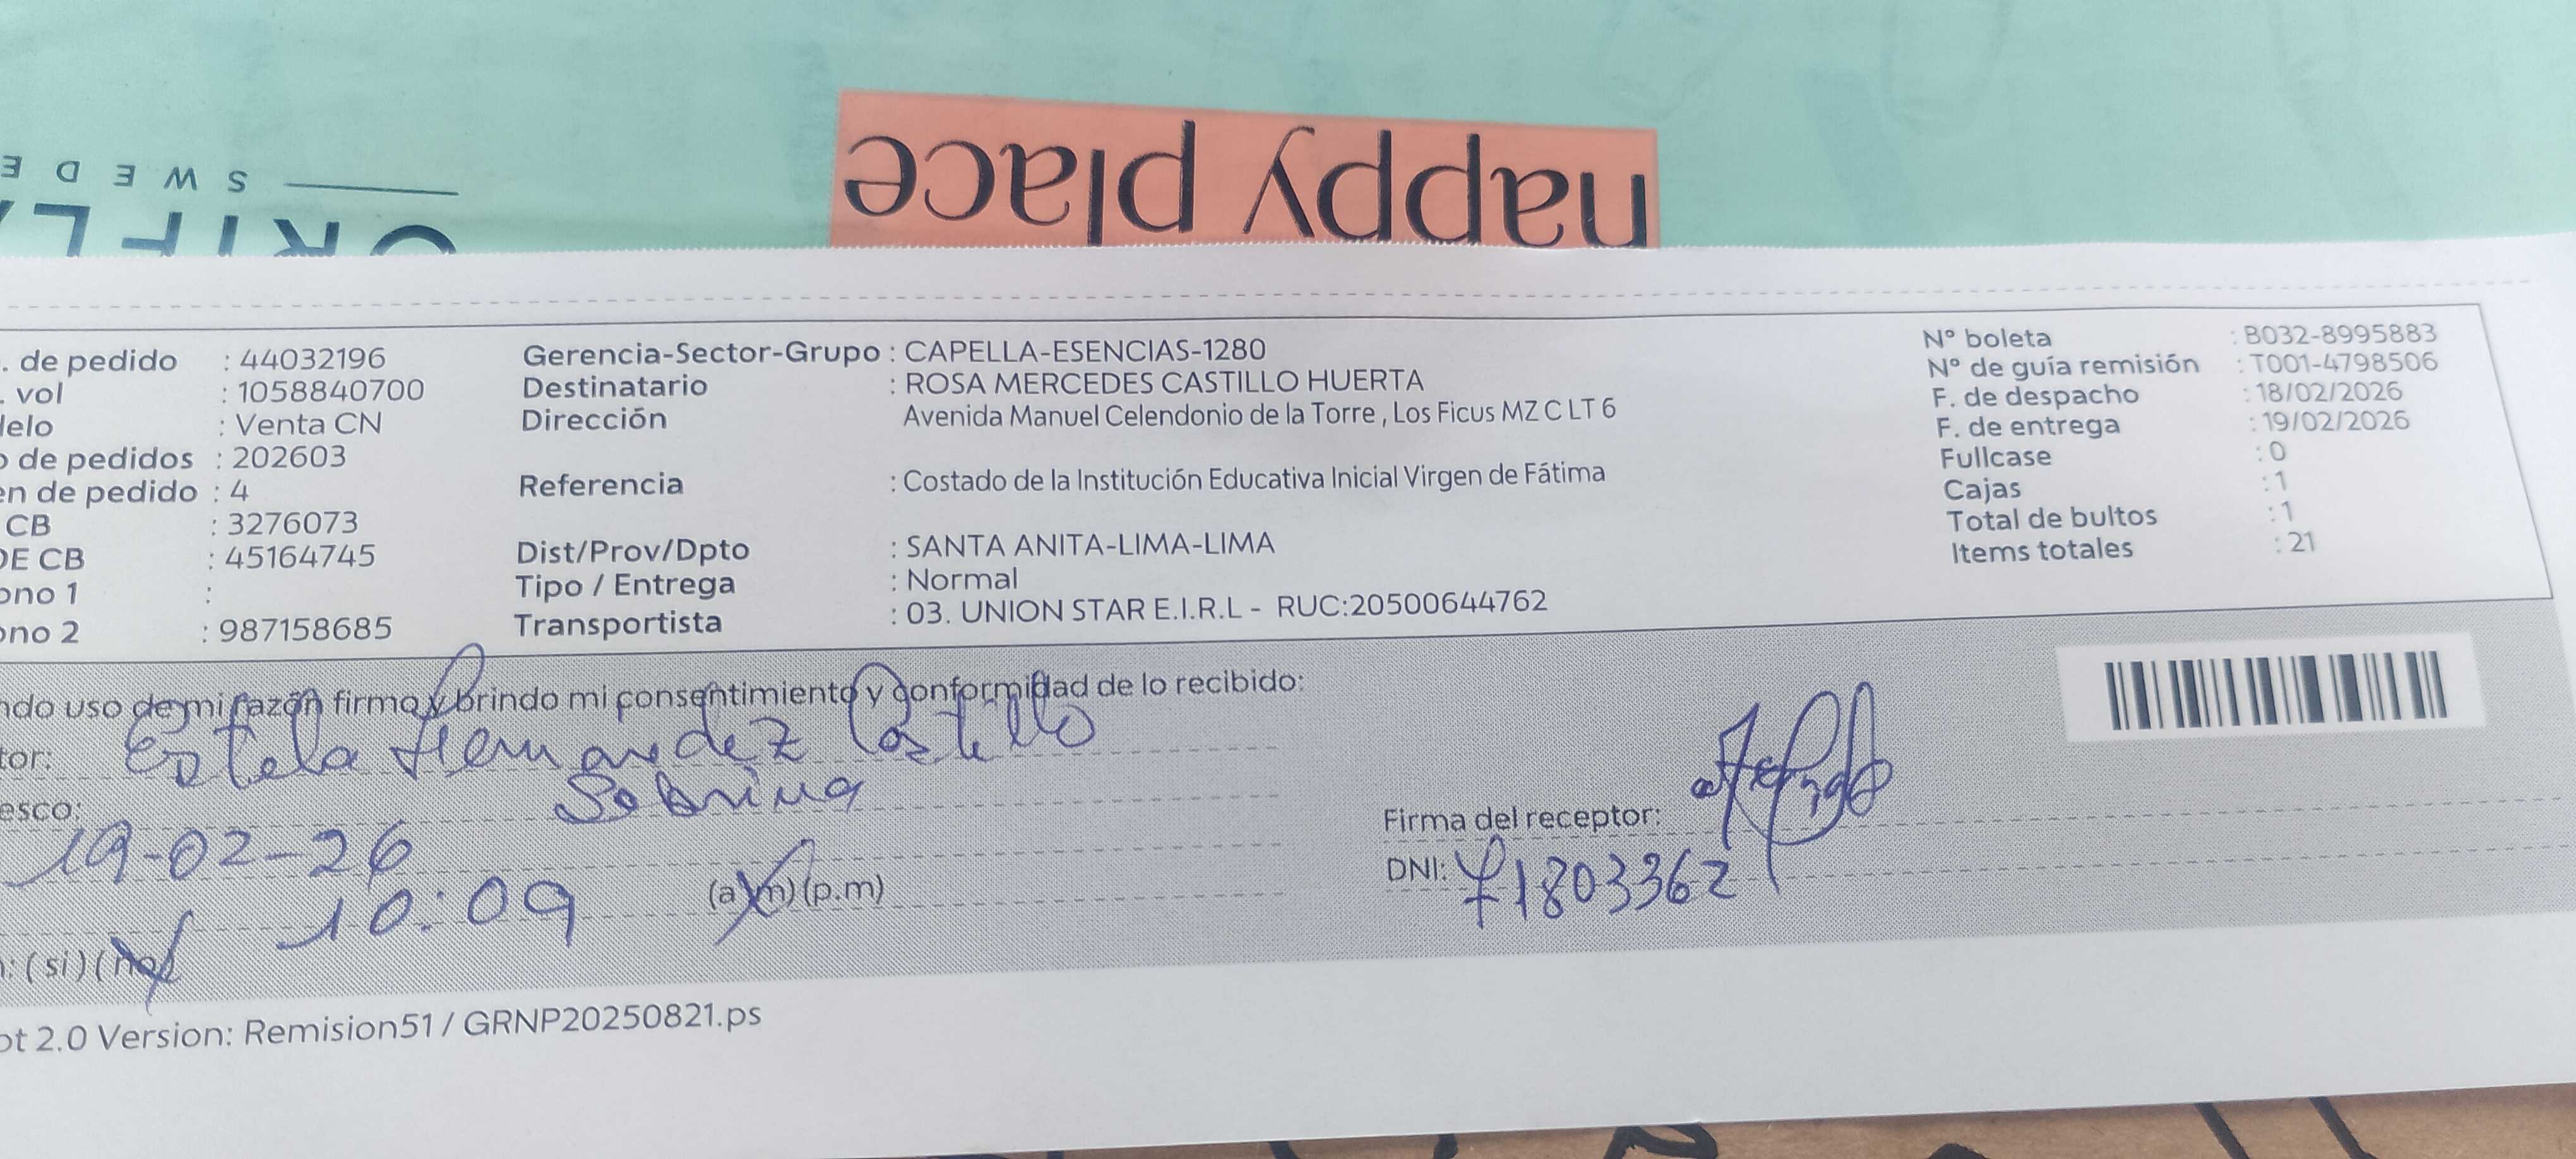 SWEDE
ORIFLA
happy place
. de pedido : 44032196
. vol : 1058840700
delo : Venta CN
o de pedidos : 202603
en de pedido : 4
CB : 3276073
DE CB : 45164745
ono 1 :
ono 2 : 987158685
Gerencia-Sector-Grupo : CAPELLA-ESENCIAS-1280
Destinatario : ROSA MERCEDES CASTILLO HUERTA
Dirección Avenida Manuel Celendonio de la Torre , Los Ficus MZ C LT 6
Referencia : Costado de la Institución Educativa Inicial Virgen de Fátima
Dist/Prov/Dpto : SANTA ANITA-LIMA-LIMA
Tipo / Entrega : Normal
Transportista : 03. UNION STAR E.I.R.L - RUC:20500644762
N° boleta : B032-8995883
N° de guía remisión : T001-4798506
F. de despacho : 18/02/2026
F. de entrega : 19/02/2026
Fullcase : 0
Cajas : 1
Total de bultos : 1
Items totales : 21
ndo uso de mi razón firmo y brindo mi consentimiento y conformidad de lo recibido:
tor: Estela Hernandez Castillo
esco: Sobrina
19-02-26
10:09 (a.m) (p.m)
: (si) (no)
Firma del receptor:
DNI: 71803362
pt 2.0 Version: Remision51 / GRNP20250821.ps